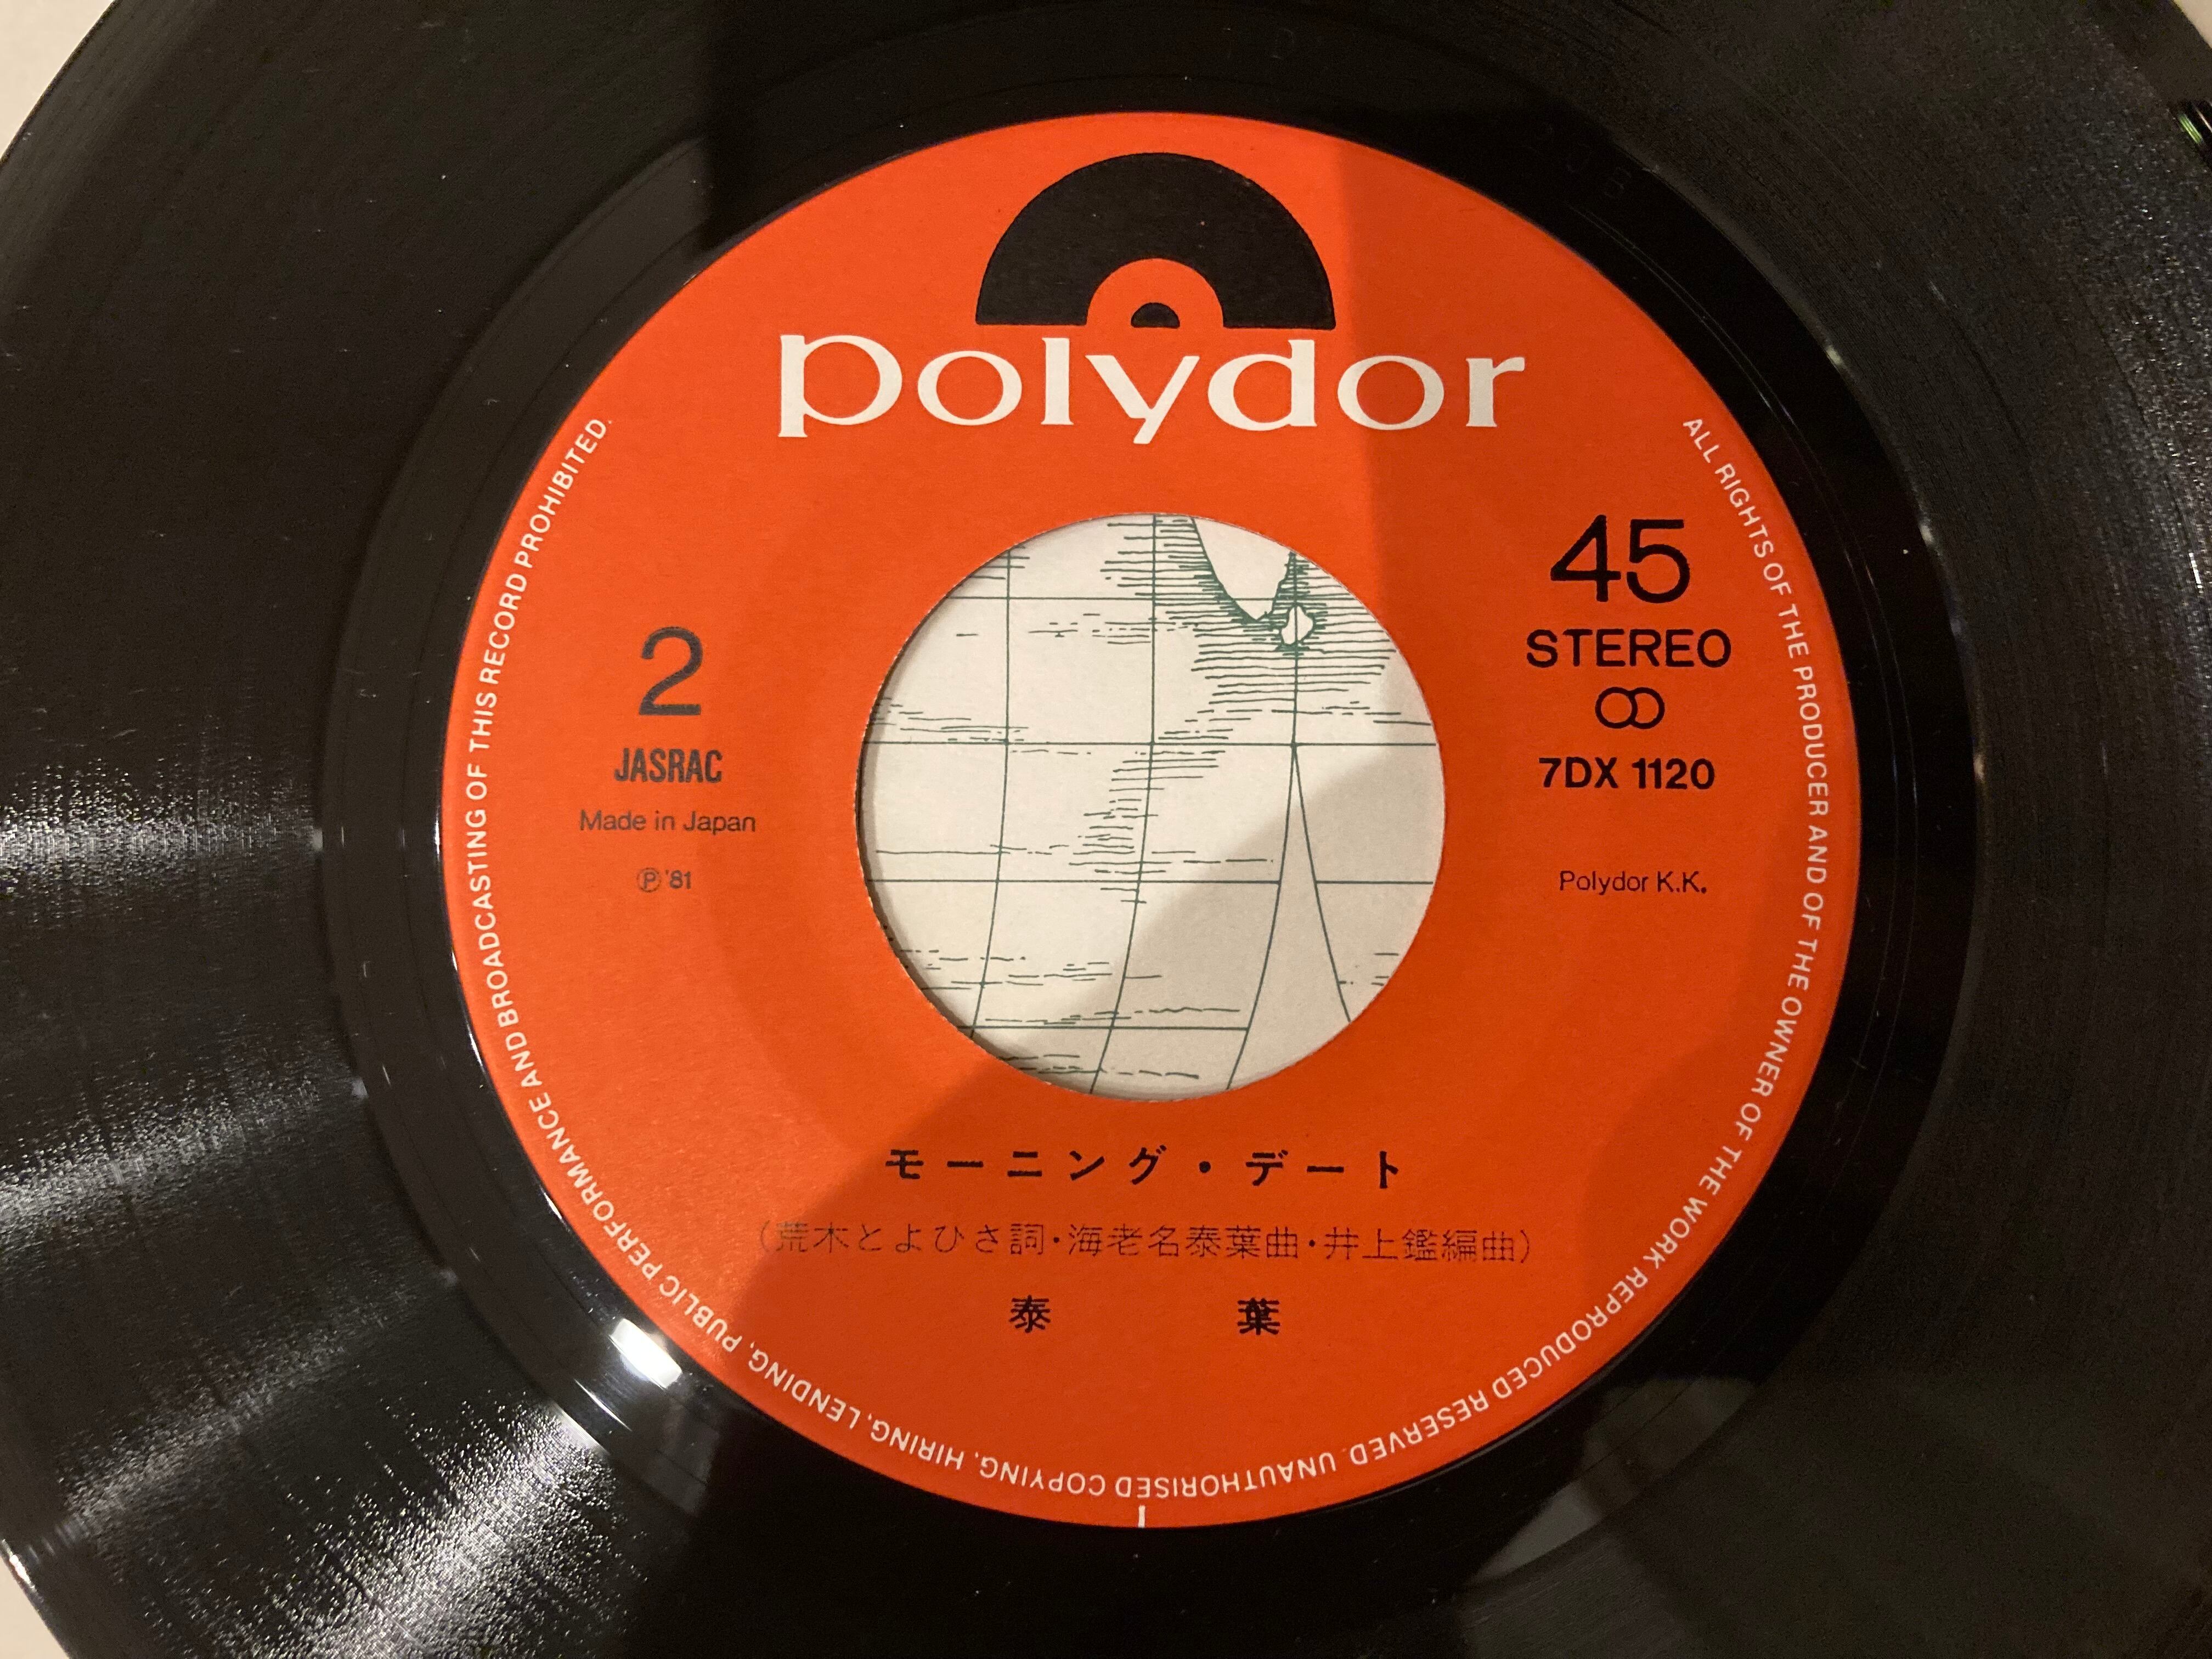 polydor
45
STEREO
7DX 1120
Polydor K.K.
2
JASRAC
Made in Japan
Ⓟ'81
モーニング・デート
(荒木とよひさ詞・海老名泰葉曲・井上鑑編曲)
泰 葉
ALL RIGHTS OF THE PRODUCER AND OF THE OWNER OF THE WORK REPRODUCED RESERVED. UNAUTHORISED COPYING, HIRING, LENDING, PUBLIC PERFORMANCE AND BROADCASTING OF THIS RECORD PROHIBITED.